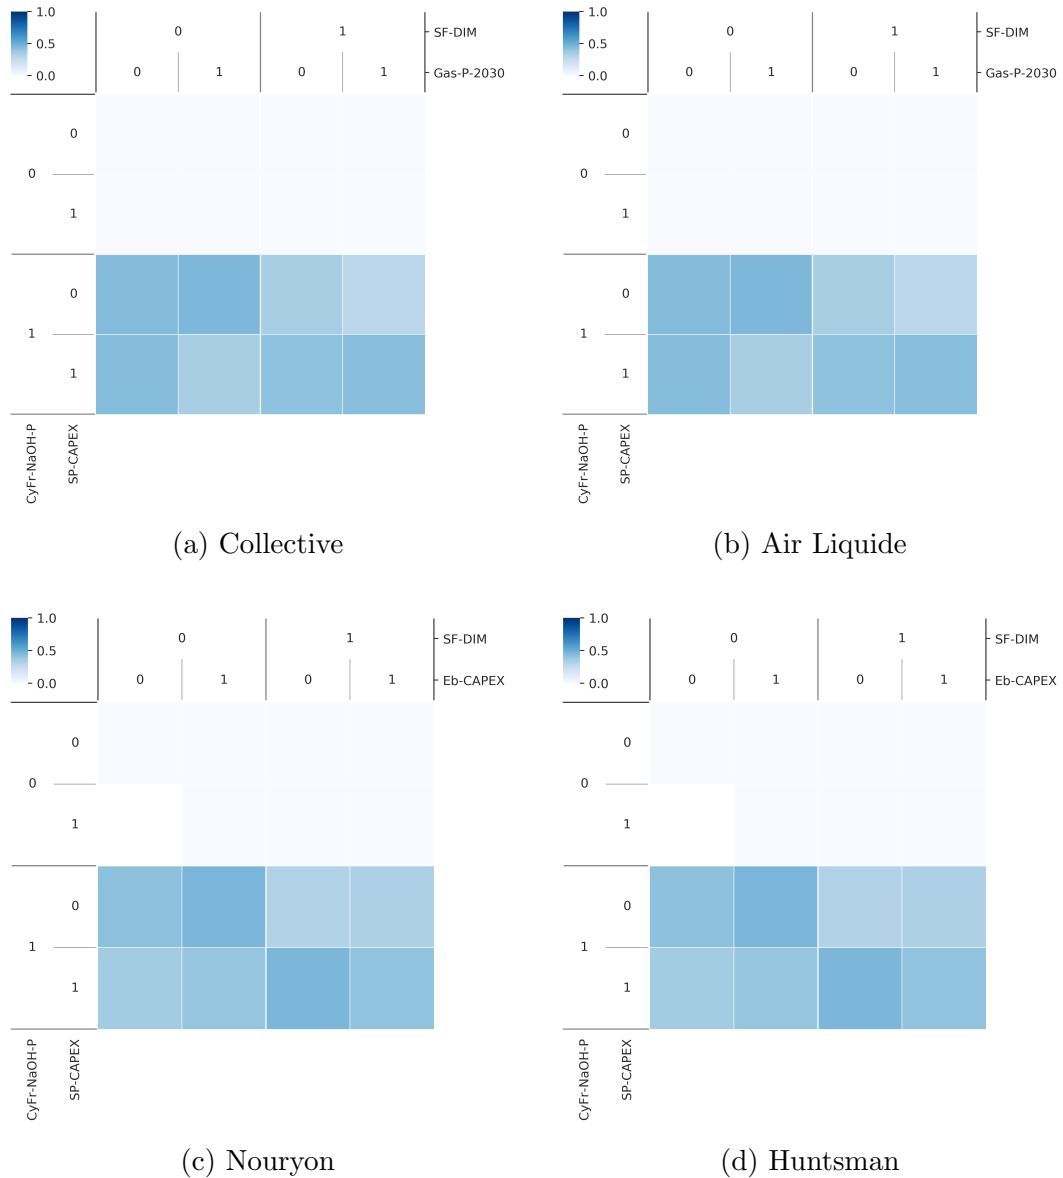 1.0
0.5
0.0
0 1 SF-DIM
0 1 0 1 Gas-P-2030
0
0
1
0
1
1
CyFr-NaOH-P
SP-CAPEX
(a) Collective
1.0
0.5
0.0
0 1 SF-DIM
0 1 0 1 Gas-P-2030
0
0
1
0
1
1
CyFr-NaOH-P
SP-CAPEX
(b) Air Liquide
1.0
0.5
0.0
0 1 SF-DIM
0 1 0 1 Eb-CAPEX
0
0
1
0
1
1
CyFr-NaOH-P
SP-CAPEX
(c) Nouryon
1.0
0.5
0.0
0 1 SF-DIM
0 1 0 1 Eb-CAPEX
0
0
1
0
1
1
CyFr-NaOH-P
SP-CAPEX
(d) Huntsman